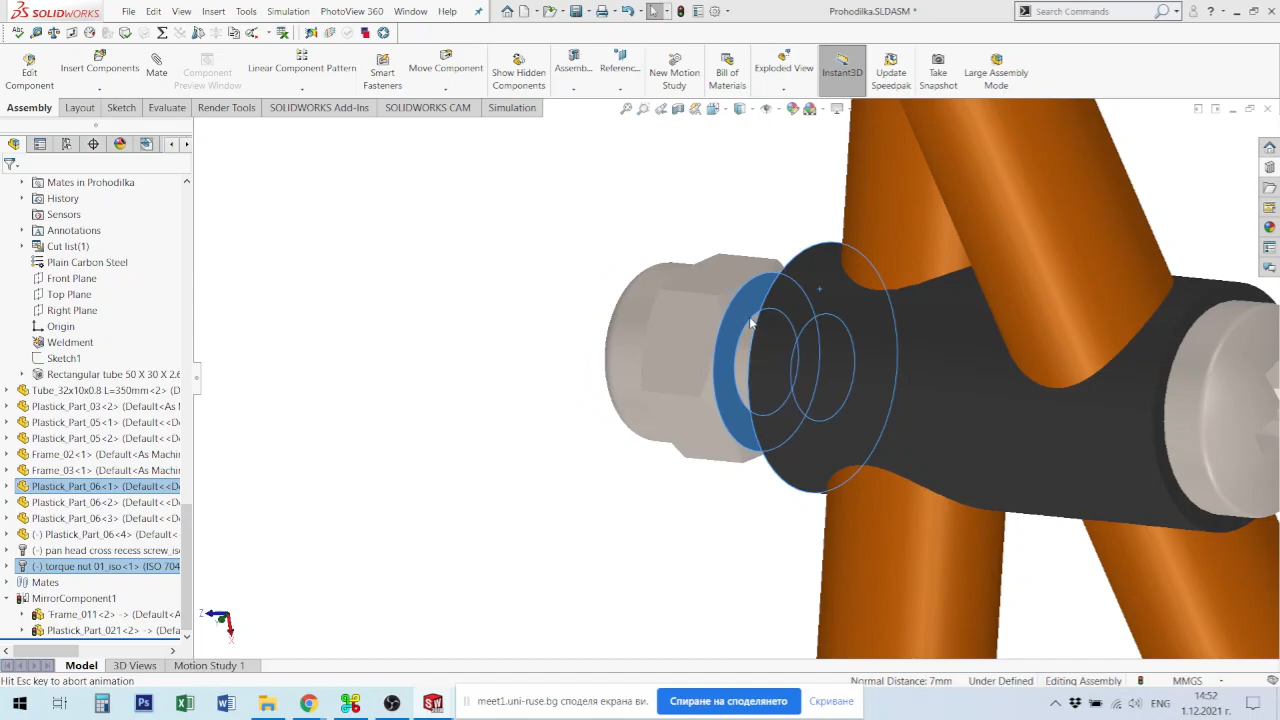 SOLIDWORKS File Edit View Insert Tools Simulation PhotoView 360 Window Help Prohodilka.SLDASM * Search Commands
Edit Component
Insert Components
Mate
Component Preview Window
Linear Component Pattern
Smart Fasteners
Move Component
Show Hidden Components
Assemb...
Referenc...
New Motion Study
Bill of Materials
Exploded View
Instant3D
Update Speedpak
Take Snapshot
Large Assembly Mode
Assembly Layout Sketch Evaluate Render Tools SOLIDWORKS Add-Ins SOLIDWORKS CAM Simulation
Mates in Prohodilka
History
Sensors
Annotations
Cut list(1)
Plain Carbon Steel
Front Plane
Top Plane
Right Plane
Origin
Weldment
Sketch1
Rectangular tube 50 X 30 X 2.6
Tube_32x10x0.8 L=350mm<2> (
Plastick_Part_03<2> (Default<As M
Plastick_Part_05<1> (Default<<De
Plastick_Part_05<2> (Default<<De
Frame_02<1> (Default<As Machin
Frame_03<1> (Default<As Machin
Plastick_Part_06<1> (Default<<De
Plastick_Part_06<2> (Default<<De
Plastick_Part_06<3> (Default<<De
(-) Plastick_Part_06<4> (Default<
(-) pan head cross recess screw_is
(-) torque nut 01_iso<1> (ISO 704
Mates
MirrorComponent1
Frame_011<2> -> (Default<A
Plastick_Part_021<2> -> (Def
Z
X
Model 3D Views Motion Study 1
Hit Esc key to abort animation Normal Distance: 7mm Under Defined Editing Assembly MMGS
meet1.uni-ruse.bg споделя екрана ви. Спиране на споделянето Скриване
ENG
14:52
1.12.2021 г.